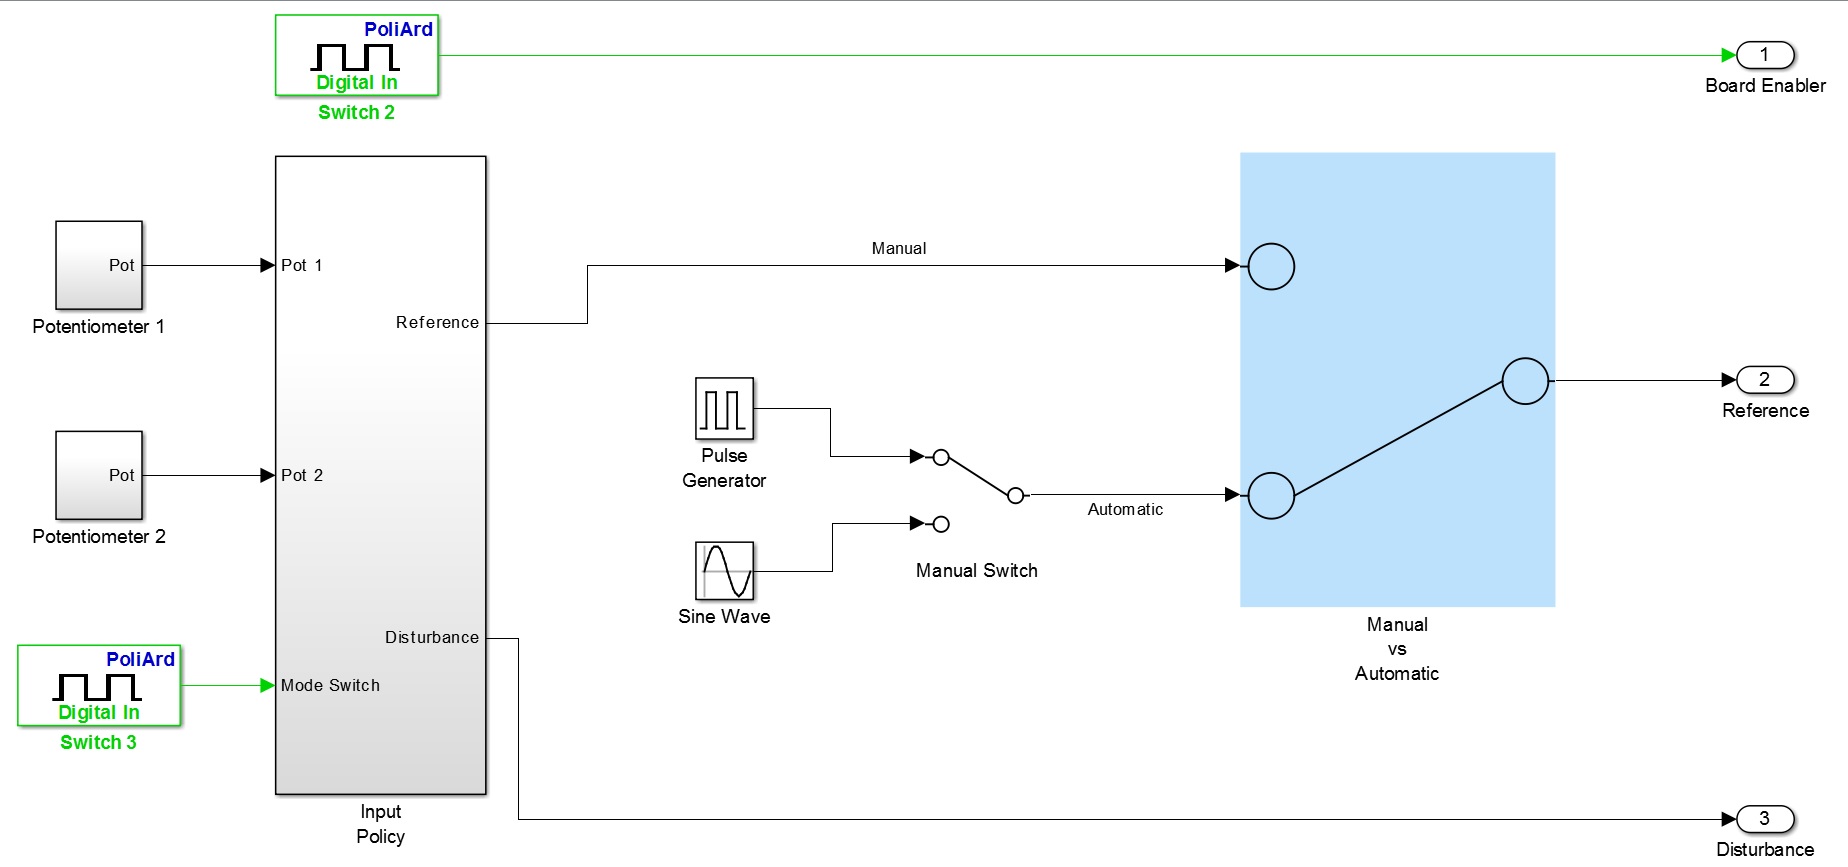 PoliArd
Digital In
Switch 2
1
Board Enabler
Pot
Potentiometer 1
Pot 1
Reference
Manual
Pot
Potentiometer 2
Pot 2
Pulse
Generator
Automatic
Manual Switch
Sine Wave
2
Reference
Manual
vs
Automatic
PoliArd
Digital In
Switch 3
Mode Switch
Disturbance
Input
Policy
3
Disturbance